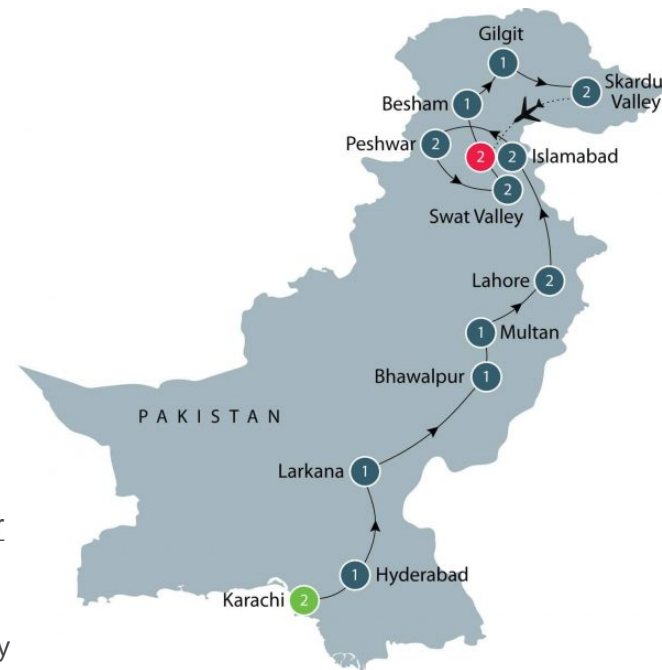 Gilgit
1
Skardu
Valley
2
Besham
1
Peshwar
2
2
2
Islamabad
2
Swat Valley
Lahore
2
1
Multan
Bhawalpur
1
PAKISTAN
Larkana
1
r
1
Hyderabad
Karachi
2
y